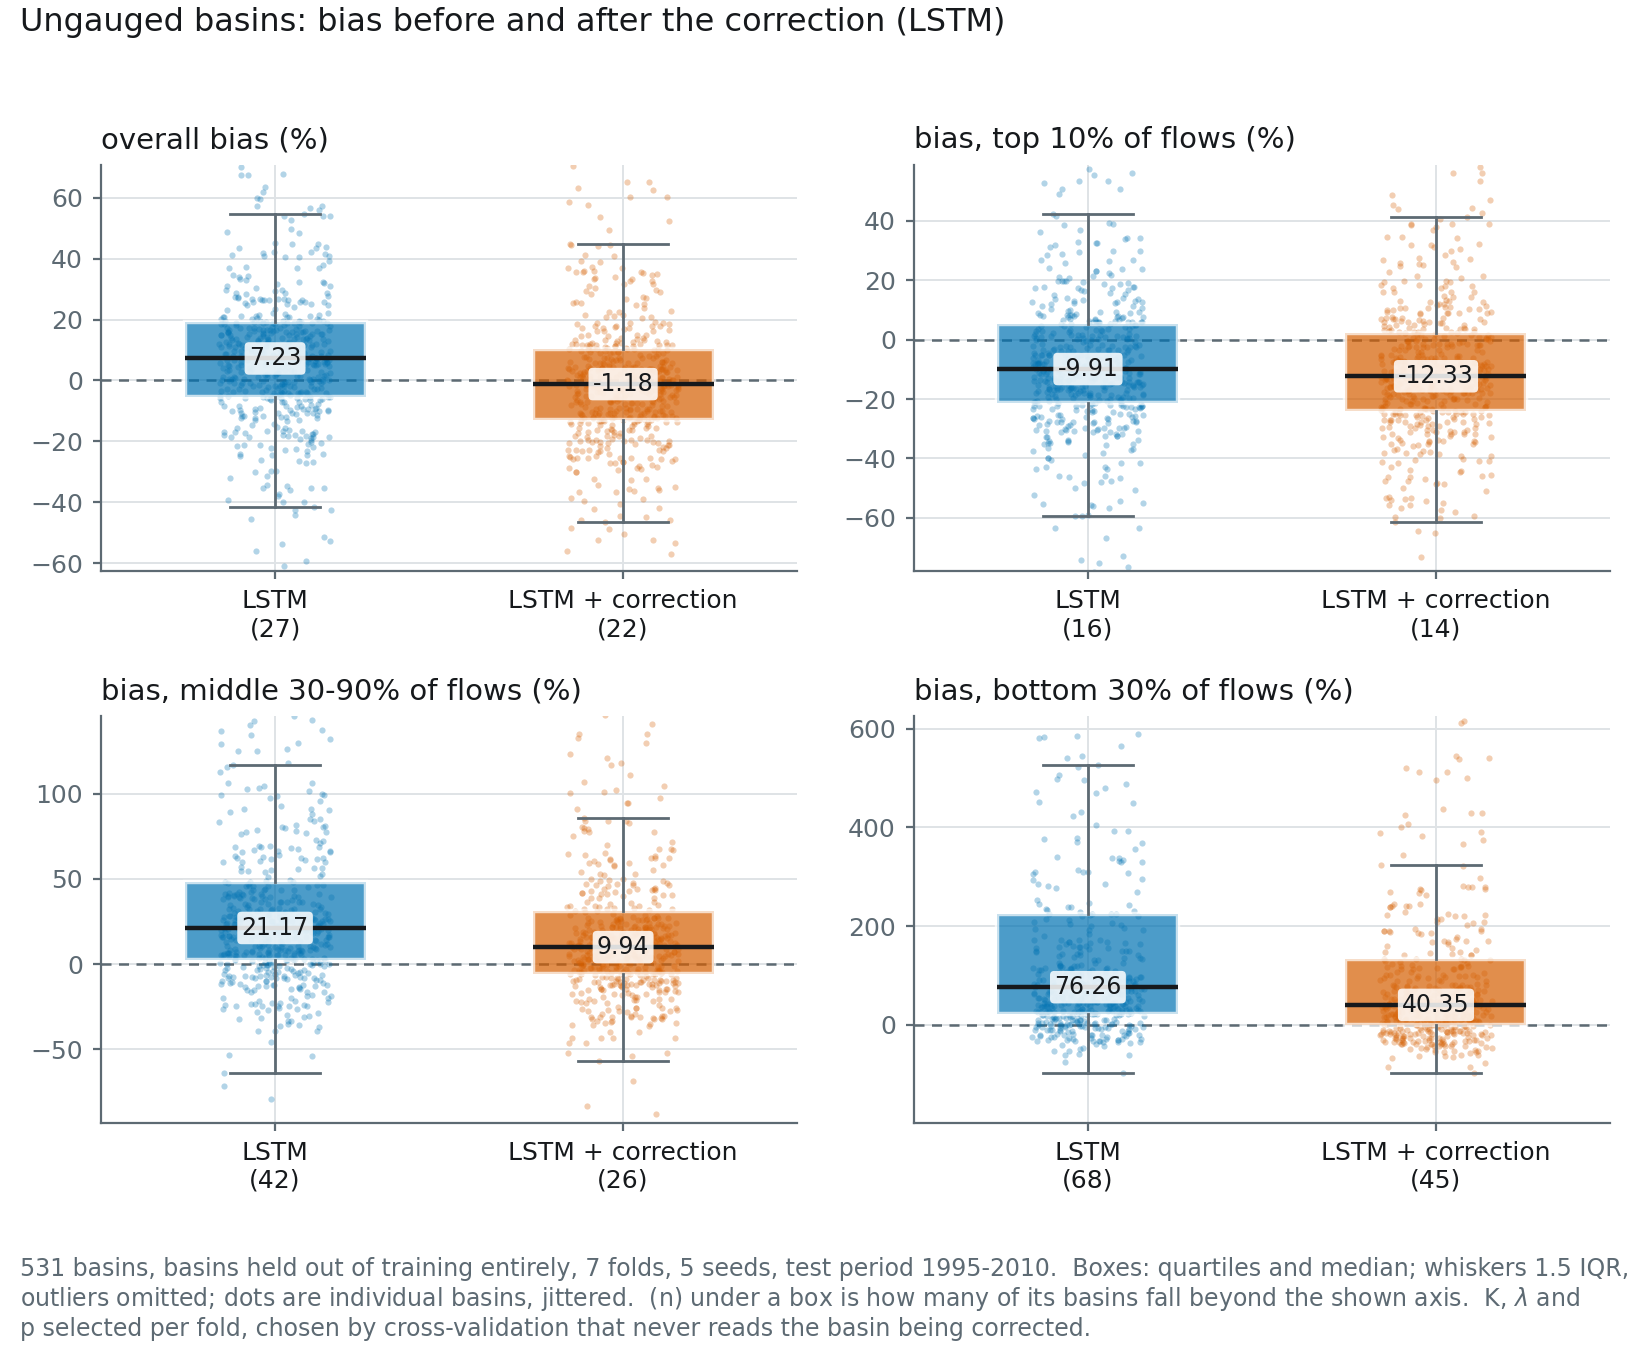 Ungauged basins: bias before and after the correction (LSTM)
overall bias (%)
60
40
20
0
−20
−40
−60
7.23
-1.18
LSTM
(27)
LSTM + correction
(22)
bias, top 10% of flows (%)
40
20
0
−20
−40
−60
-9.91
-12.33
LSTM
(16)
LSTM + correction
(14)
bias, middle 30-90% of flows (%)
100
50
0
−50
21.17
9.94
LSTM
(42)
LSTM + correction
(26)
bias, bottom 30% of flows (%)
600
400
200
0
76.26
40.35
LSTM
(68)
LSTM + correction
(45)
531 basins, basins held out of training entirely, 7 folds, 5 seeds, test period 1995-2010.  Boxes: quartiles and median; whiskers 1.5 IQR,
outliers omitted; dots are individual basins, jittered.  (n) under a box is how many of its basins fall beyond the shown axis.  K, λ and
p selected per fold, chosen by cross-validation that never reads the basin being corrected.